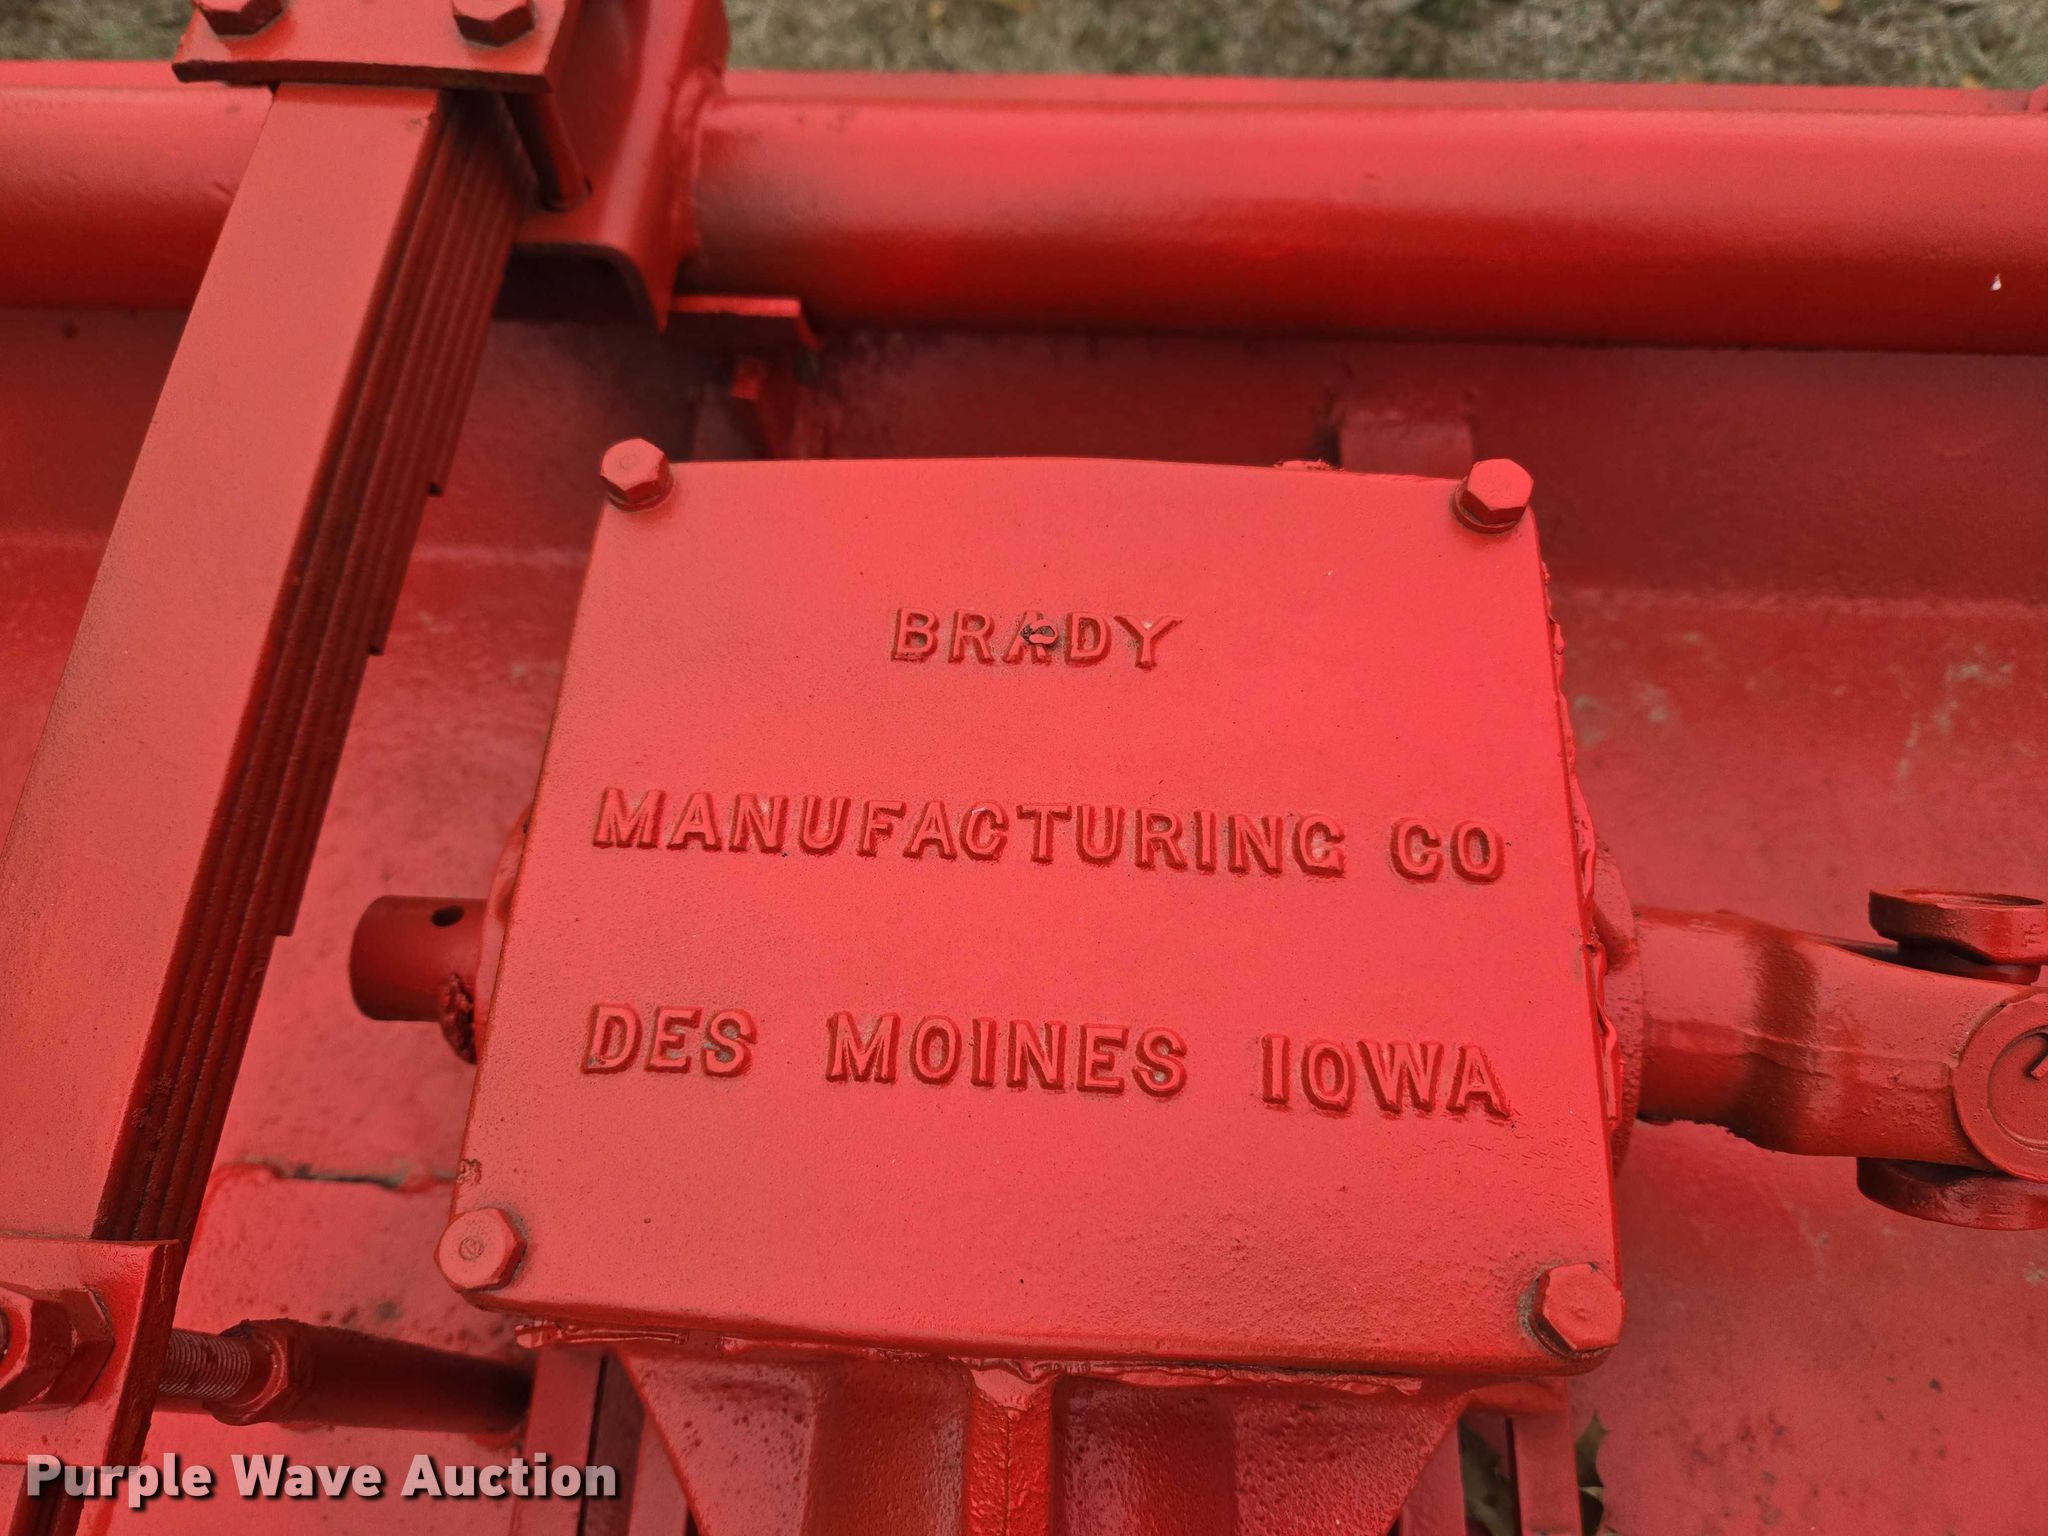 BRADY
MANUFACTURING CO
DES MOINES IOWA
Purple Wave Auction